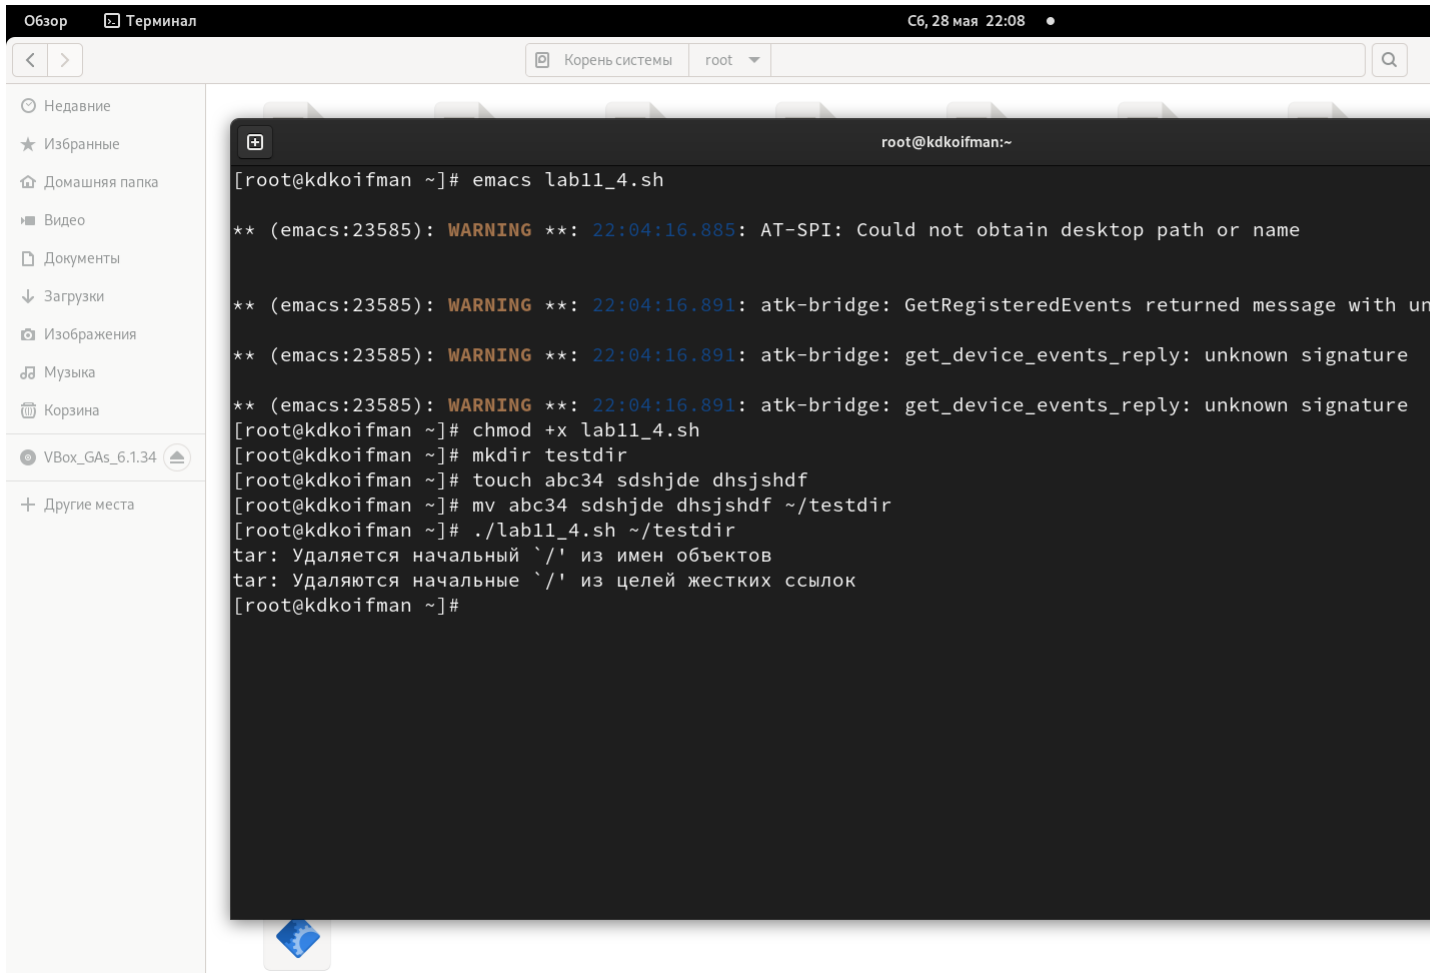 Обзор
Терминал
Сб, 28 мая 22:08
Корень системы
root
Недавние
Избранные
Домашняя папка
Видео
Документы
Загрузки
Изображения
Музыка
Корзина
VBox_GAs_6.1.34
Другие места
root@kdkoifman:~
[root@kdkoifman ~]# emacs lab11_4.sh
** (emacs:23585): WARNING **: 22:04:16.885: AT-SPI: Could not obtain desktop path or name
** (emacs:23585): WARNING **: 22:04:16.891: atk-bridge: GetRegisteredEvents returned message with un
** (emacs:23585): WARNING **: 22:04:16.891: atk-bridge: get_device_events_reply: unknown signature
** (emacs:23585): WARNING **: 22:04:16.891: atk-bridge: get_device_events_reply: unknown signature
[root@kdkoifman ~]# chmod +x lab11_4.sh
[root@kdkoifman ~]# mkdir testdir
[root@kdkoifman ~]# touch abc34 sdshjde dhsjshdf
[root@kdkoifman ~]# mv abc34 sdshjde dhsjshdf ~/testdir
[root@kdkoifman ~]# ./lab11_4.sh ~/testdir
tar: Удаляется начальный `/' из имен объектов
tar: Удаляются начальные `/' из целей жестких ссылок
[root@kdkoifman ~]#